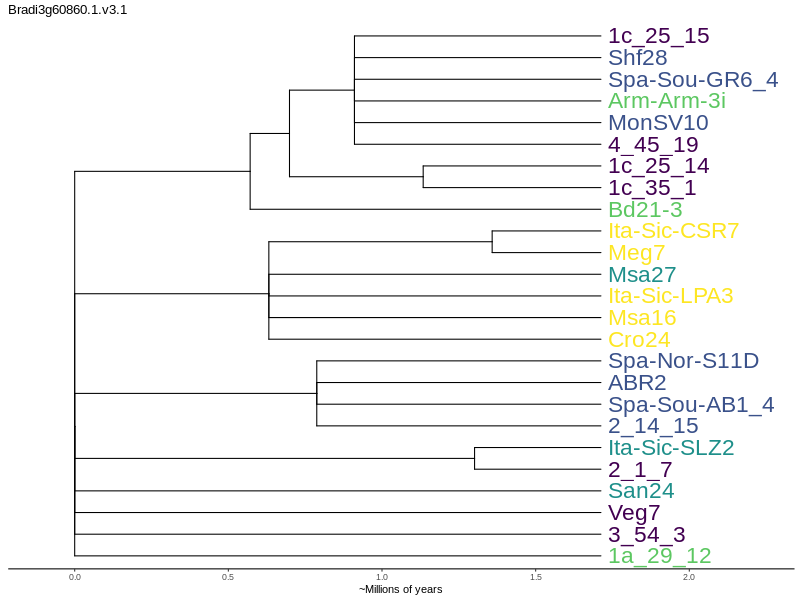 Bradi3g60860.1.v3.1
1c_25_15
Shf28
Spa-Sou-GR6_4
Arm-Arm-3i
MonSV10
4_45_19
1c_25_14
1c_35_1
Bd21-3
Ita-Sic-CSR7
Meg7
Msa27
Ita-Sic-LPA3
Msa16
Cro24
Spa-Nor-S11D
ABR2
Spa-Sou-AB1_4
2_14_15
Ita-Sic-SLZ2
2_1_7
San24
Veg7
3_54_3
1a_29_12
0.0 0.5 1.0 1.5 2.0
~Millions of years